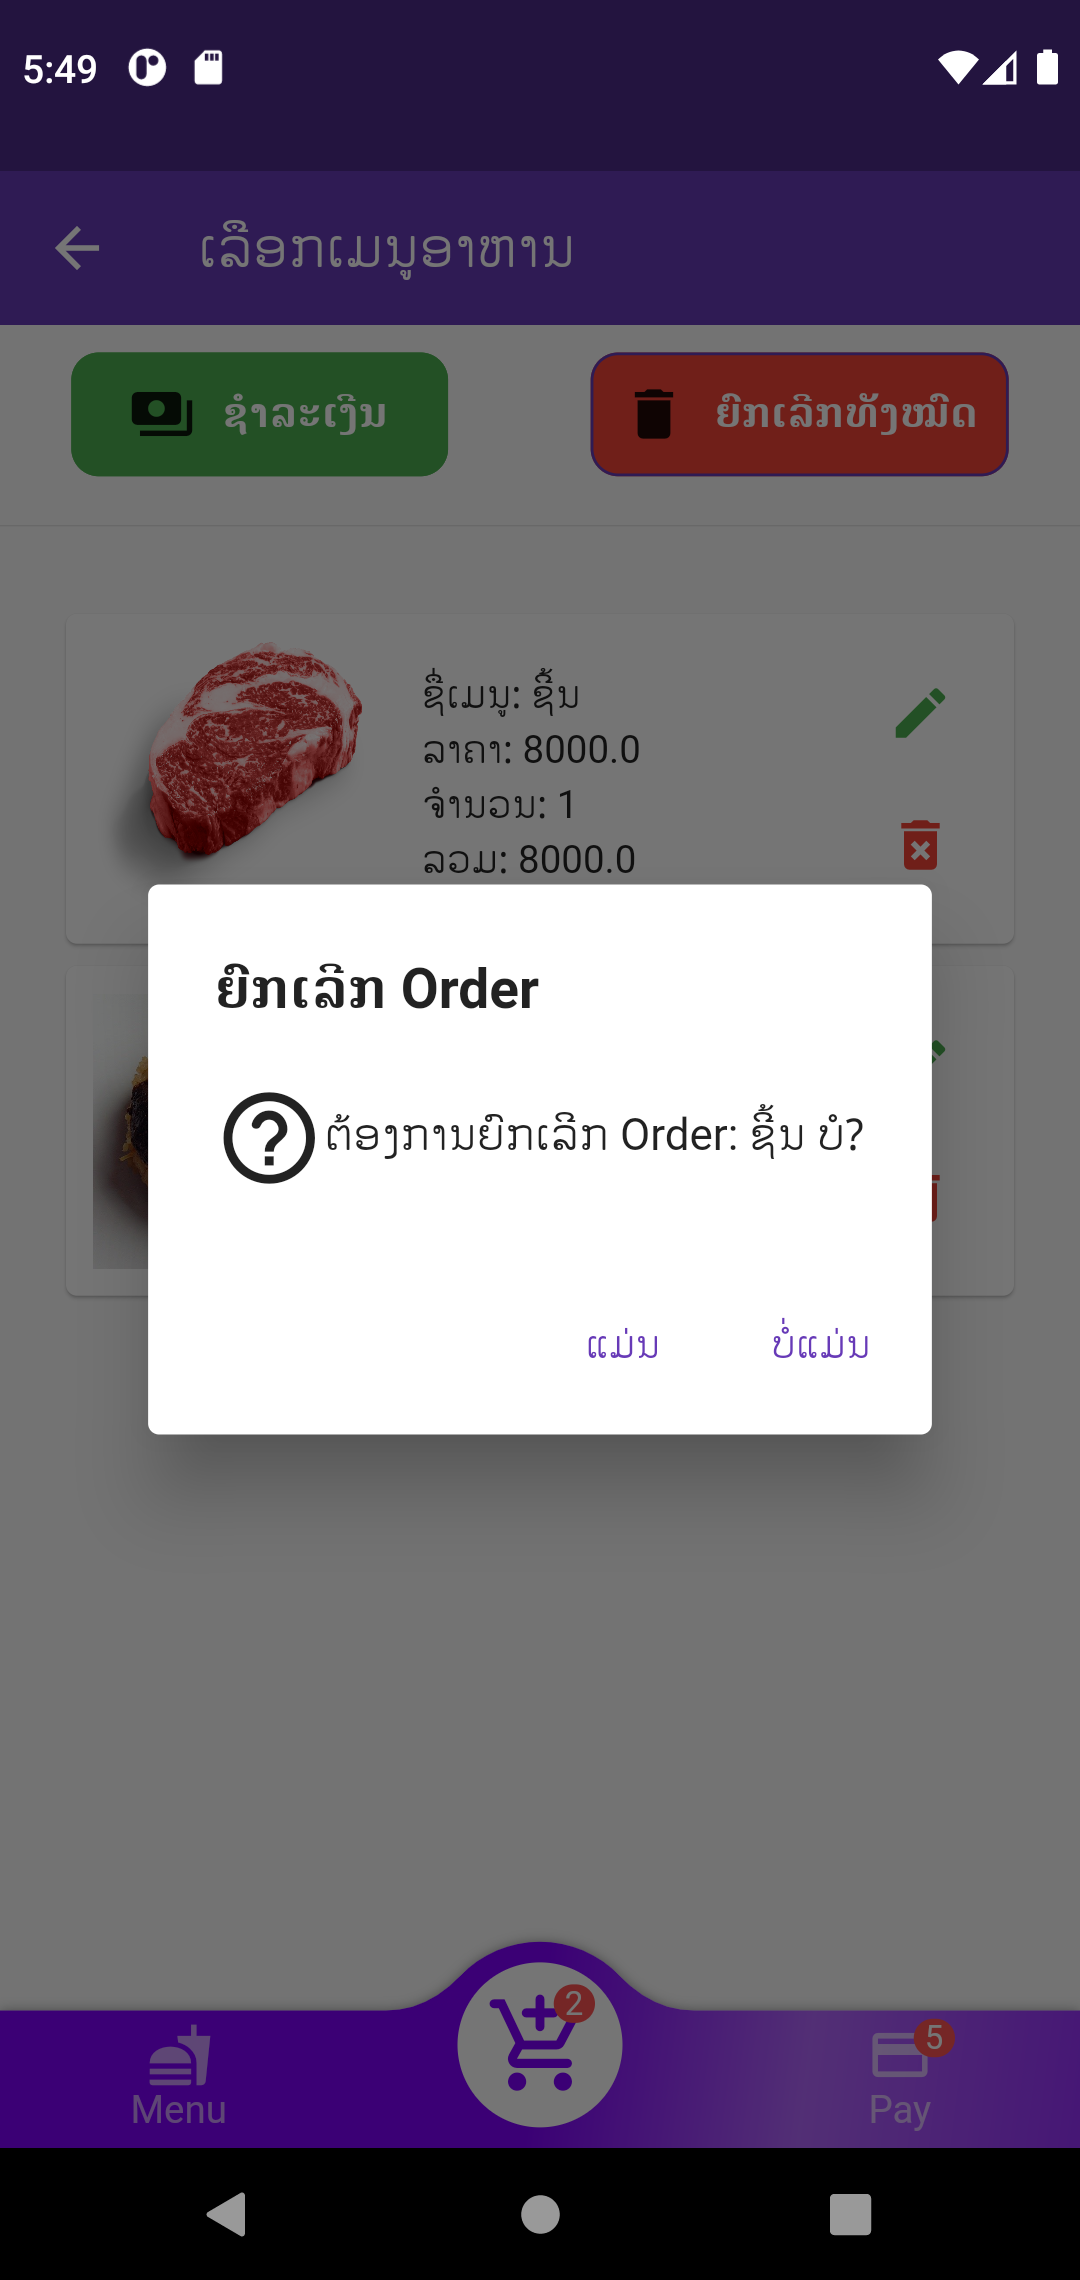 5:49
ເລືອກເມນູອາຫານ
ຊຳລະເງີນ
ຍົກເລີກທັງໝົດ
ຊື່ເມນູ: ຊີ້ນ
ລາຄາ: 8000.0
ຈຳນວນ: 1
ລວມ: 8000.0
ຍົກເລີກ Order
ຕ້ອງການຍົກເລີກ Order: ຊີ້ນ ບໍ?
ແມ່ນ
ບໍ່ແມ່ນ
2
5
Menu
Pay